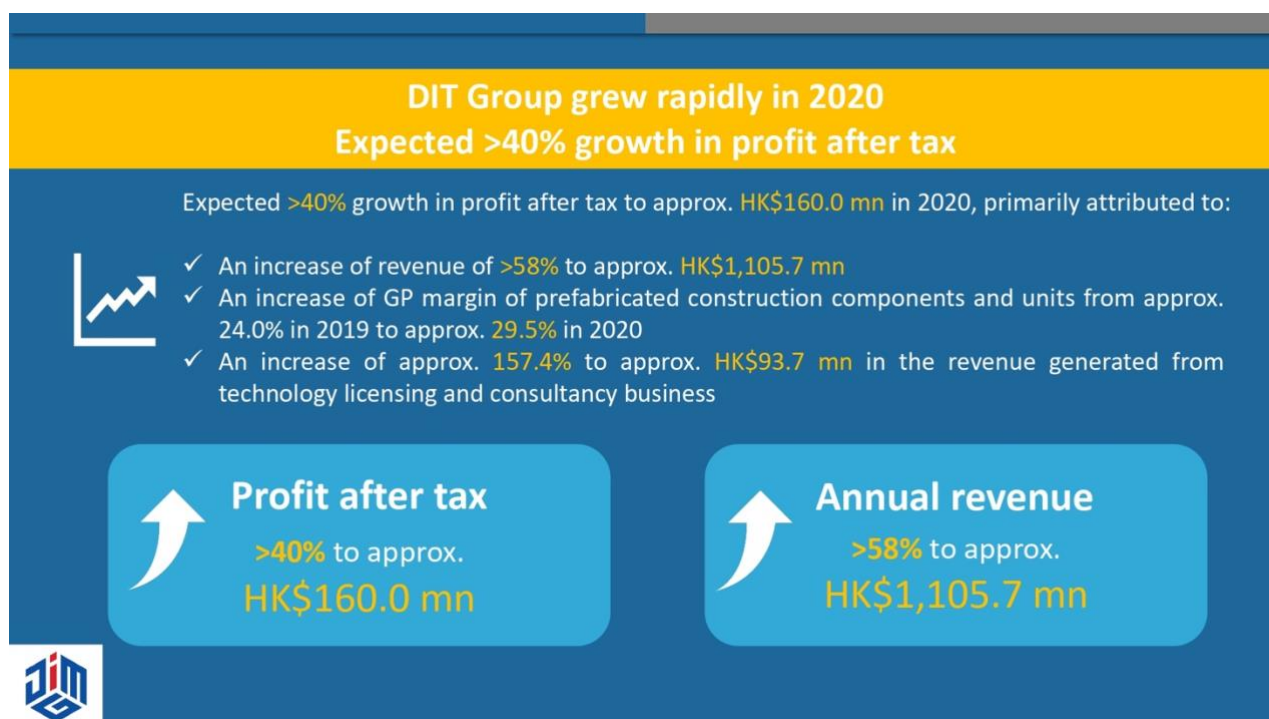 DIT Group grew rapidly in 2020
Expected >40% growth in profit after tax
Expected >40% growth in profit after tax to approx. HK$160.0 mn in 2020, primarily attributed to:
✓ An increase of revenue of >58% to approx. HK$1,105.7 mn
✓ An increase of GP margin of prefabricated construction components and units from approx.
24.0% in 2019 to approx. 29.5% in 2020
✓ An increase of approx. 157.4% to approx. HK$93.7 mn in the revenue generated from
technology licensing and consultancy business
Profit after tax
>40% to approx.
HK$160.0 mn
Annual revenue
>58% to approx.
HK$1,105.7 mn